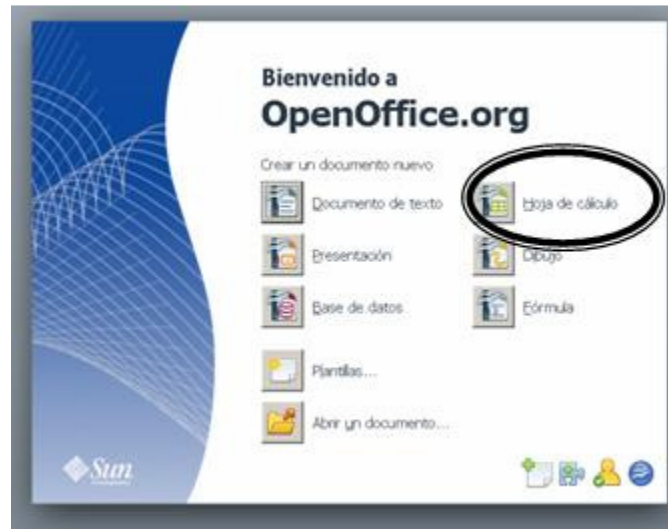 Bienvenido a
OpenOffice.org
Crear un documento nuevo
Documento de texto
Hoja de cálculo
Presentación
Dibujo
Base de datos
Fórmula
Plantillas...
Abrir un documento...
Sun